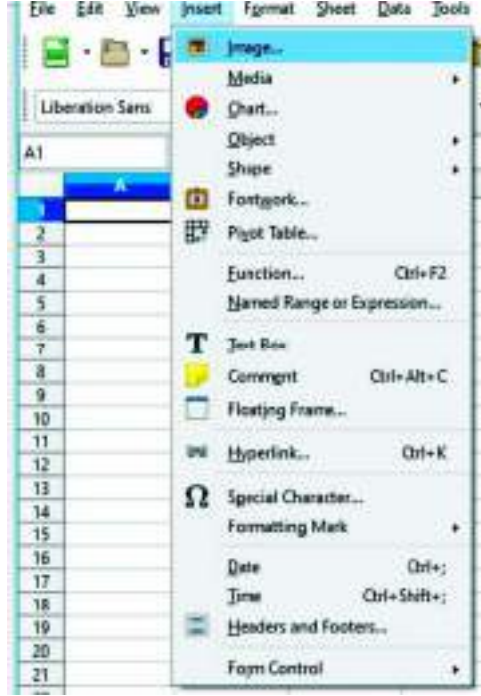 File Edit View Insert Format Sheet Data Tools
Image...
Liberation Sans
Media
Chart...
A1
Object
Shape
A
Fontwork...
1
Pivot Table...
2
3
Function... Ctrl+F2
4
Named Range or Expression...
5
6
Text Box
7
Comment Ctrl+Alt+C
8
Floating Frame...
9
10
Hyperlink... Ctrl+K
11
12
Special Character...
13
Formatting Mark
14
15
Date Ctrl+;
16
Time Ctrl+Shift+;
17
18
Headers and Footers...
19
20
Form Control
21